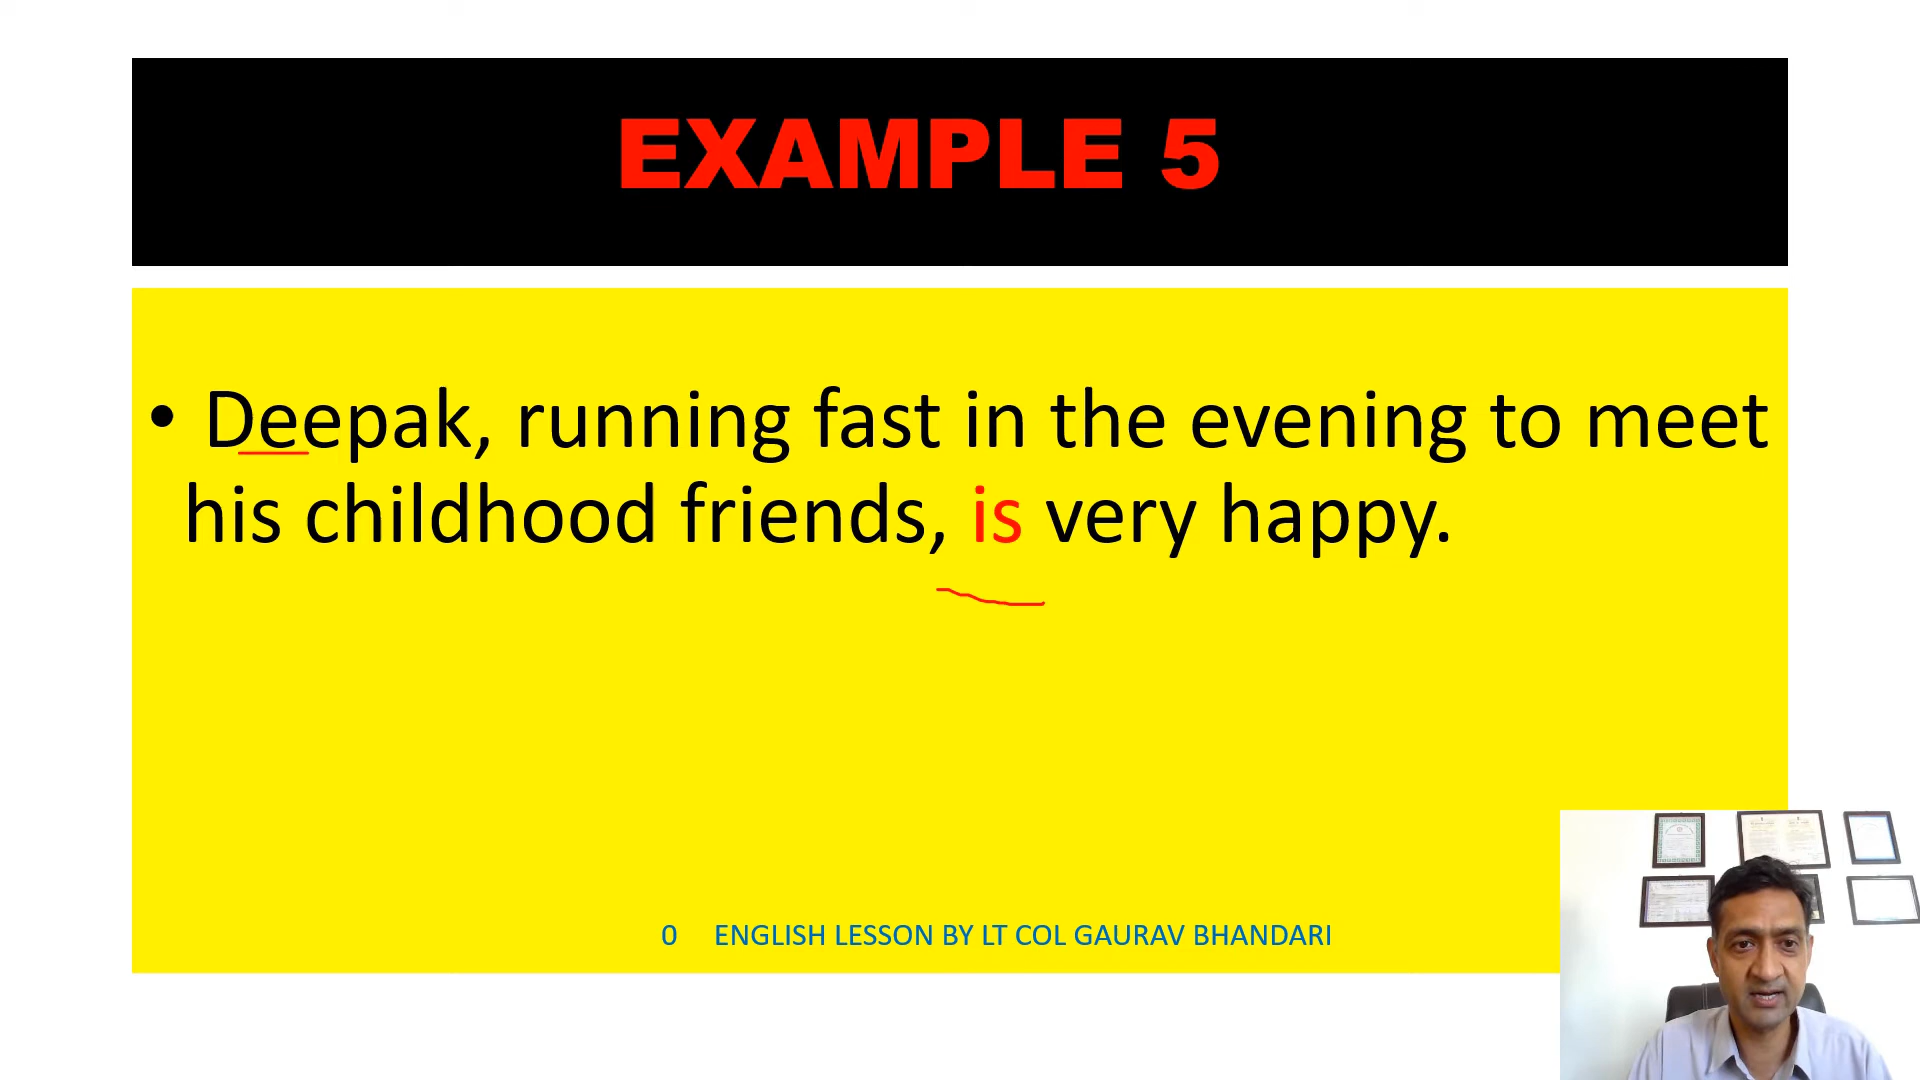 EXAMPLE 5
• Deepak, running fast in the evening to meet
his childhood friends, is very happy.
0 ENGLISH LESSON BY LT COL GAURAV BHANDARI